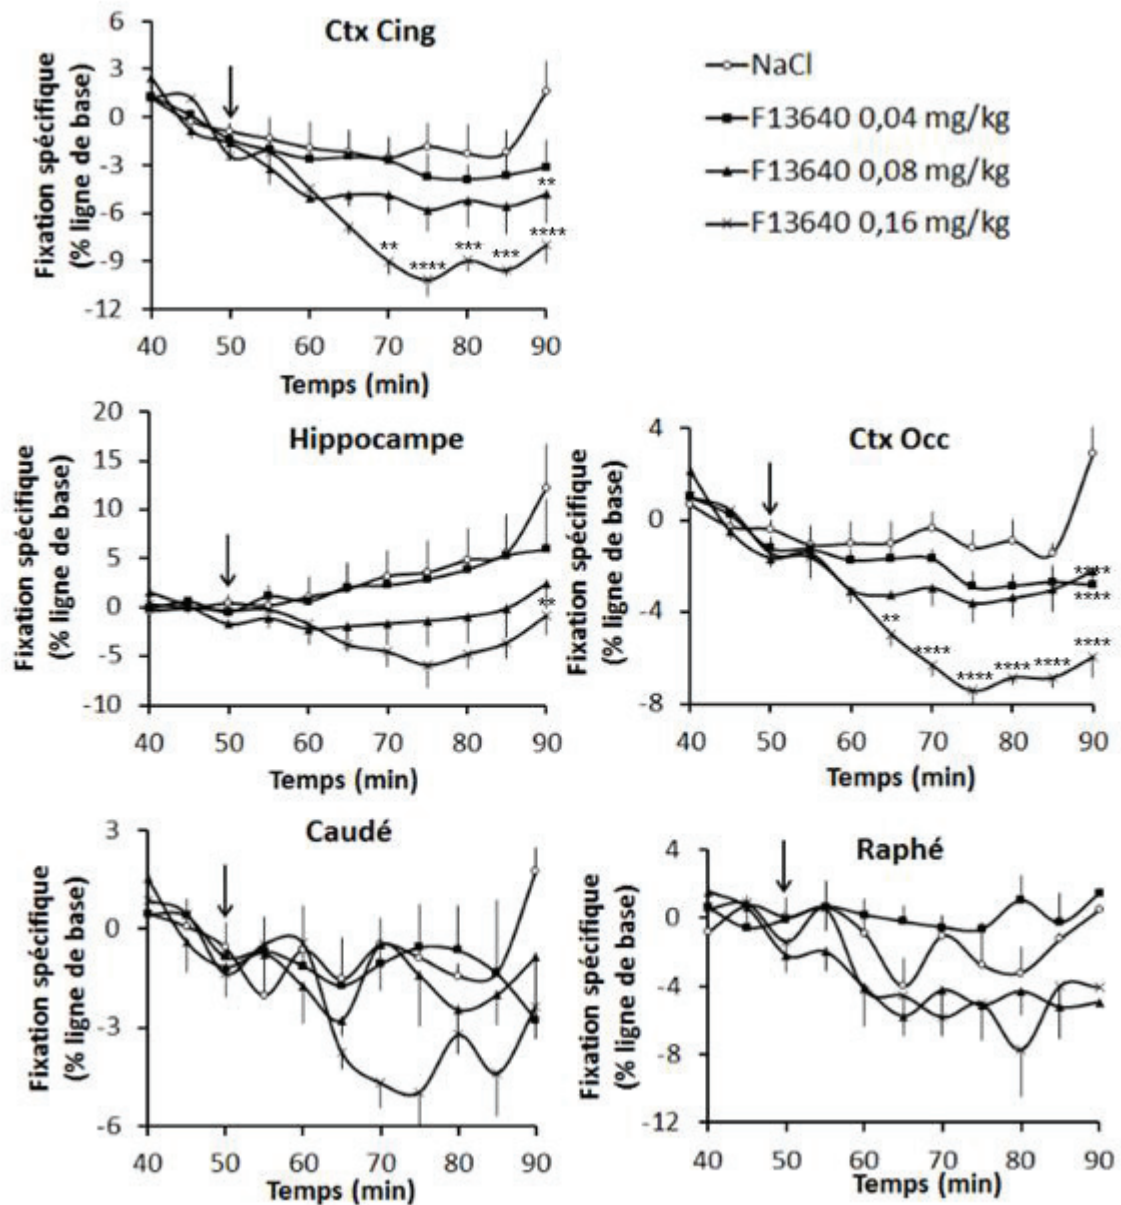 Ctx Cing
Fixation spécifique
(% ligne de base)
6
3
0
-3
-6
-9
-12
**
****
***
***
**
****
40 50 60 70 80 90
Temps (min)
NaCl
F13640 0,04 mg/kg
F13640 0,08 mg/kg
F13640 0,16 mg/kg
Hippocampe
Fixation spécifique
(% ligne de base)
20
15
10
5
0
-5
-10
**
40 50 60 70 80 90
Temps (min)
Ctx Occ
Fixation spécifique
(% ligne de base)
4
0
-4
-8
**
****
****
****
****
****
****
****
40 50 60 70 80 90
Temps (min)
Caudé
Fixation spécifique
(% ligne de base)
3
0
-3
-6
40 50 60 70 80 90
Temps (min)
Raphé
Fixation spécifique
(% ligne de base)
4
0
-4
-8
-12
40 50 60 70 80 90
Temps (min)